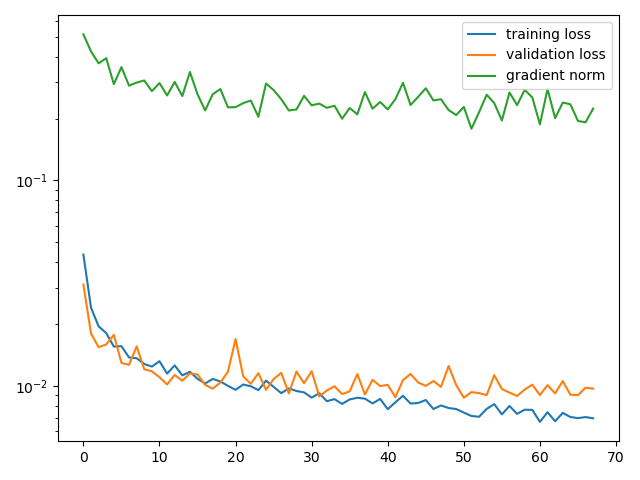 training loss
validation loss
gradient norm
10⁻¹
10⁻²
0 10 20 30 40 50 60 70